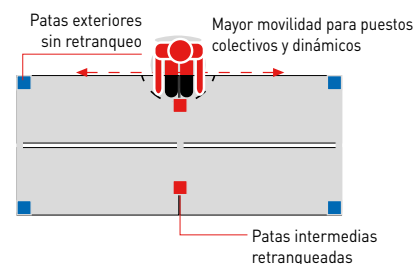 Patas exteriores
sin retranqueo
Mayor movilidad para puestos
colectivos y dinámicos
Patas intermedias
retranqueadas